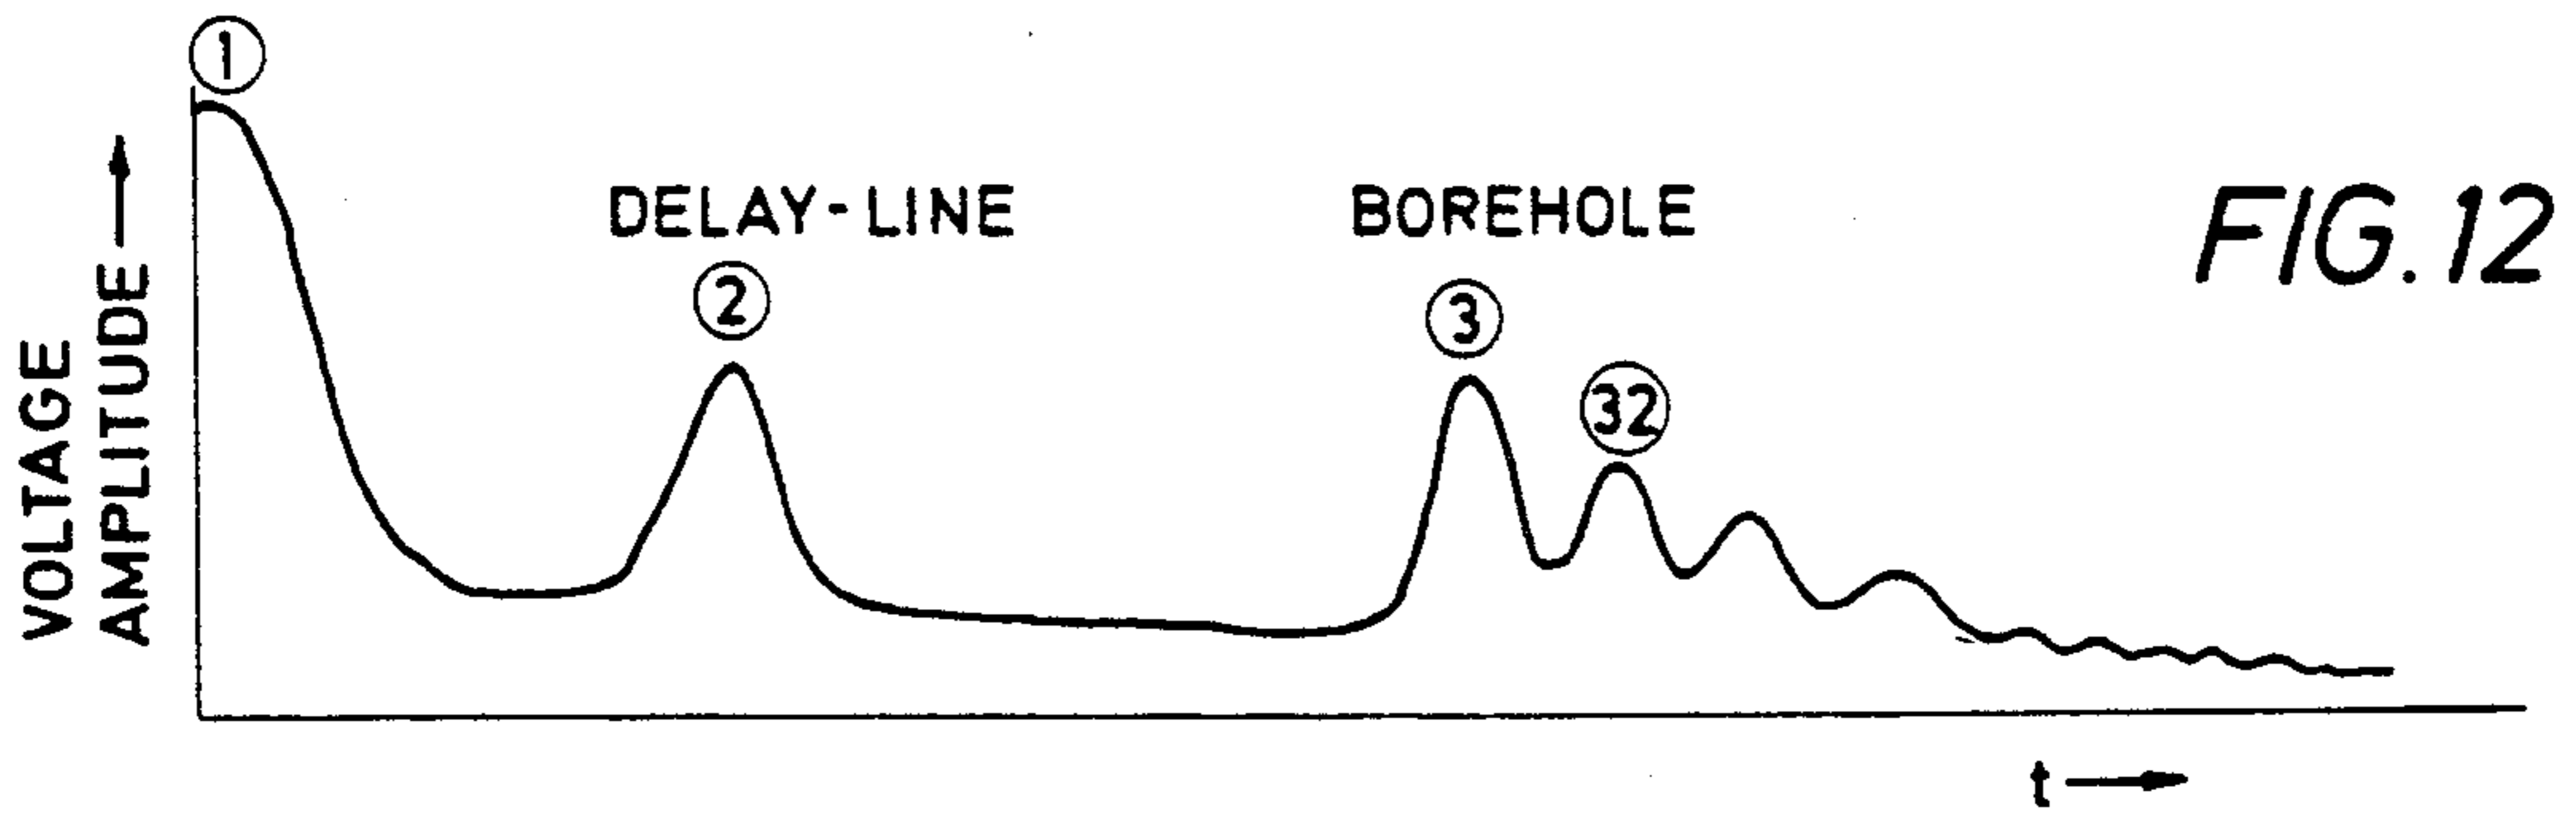 1
DELAY-LINE
BOREHOLE
FIG. 12
2
3
32
VOLTAGE
AMPLITUDE
t